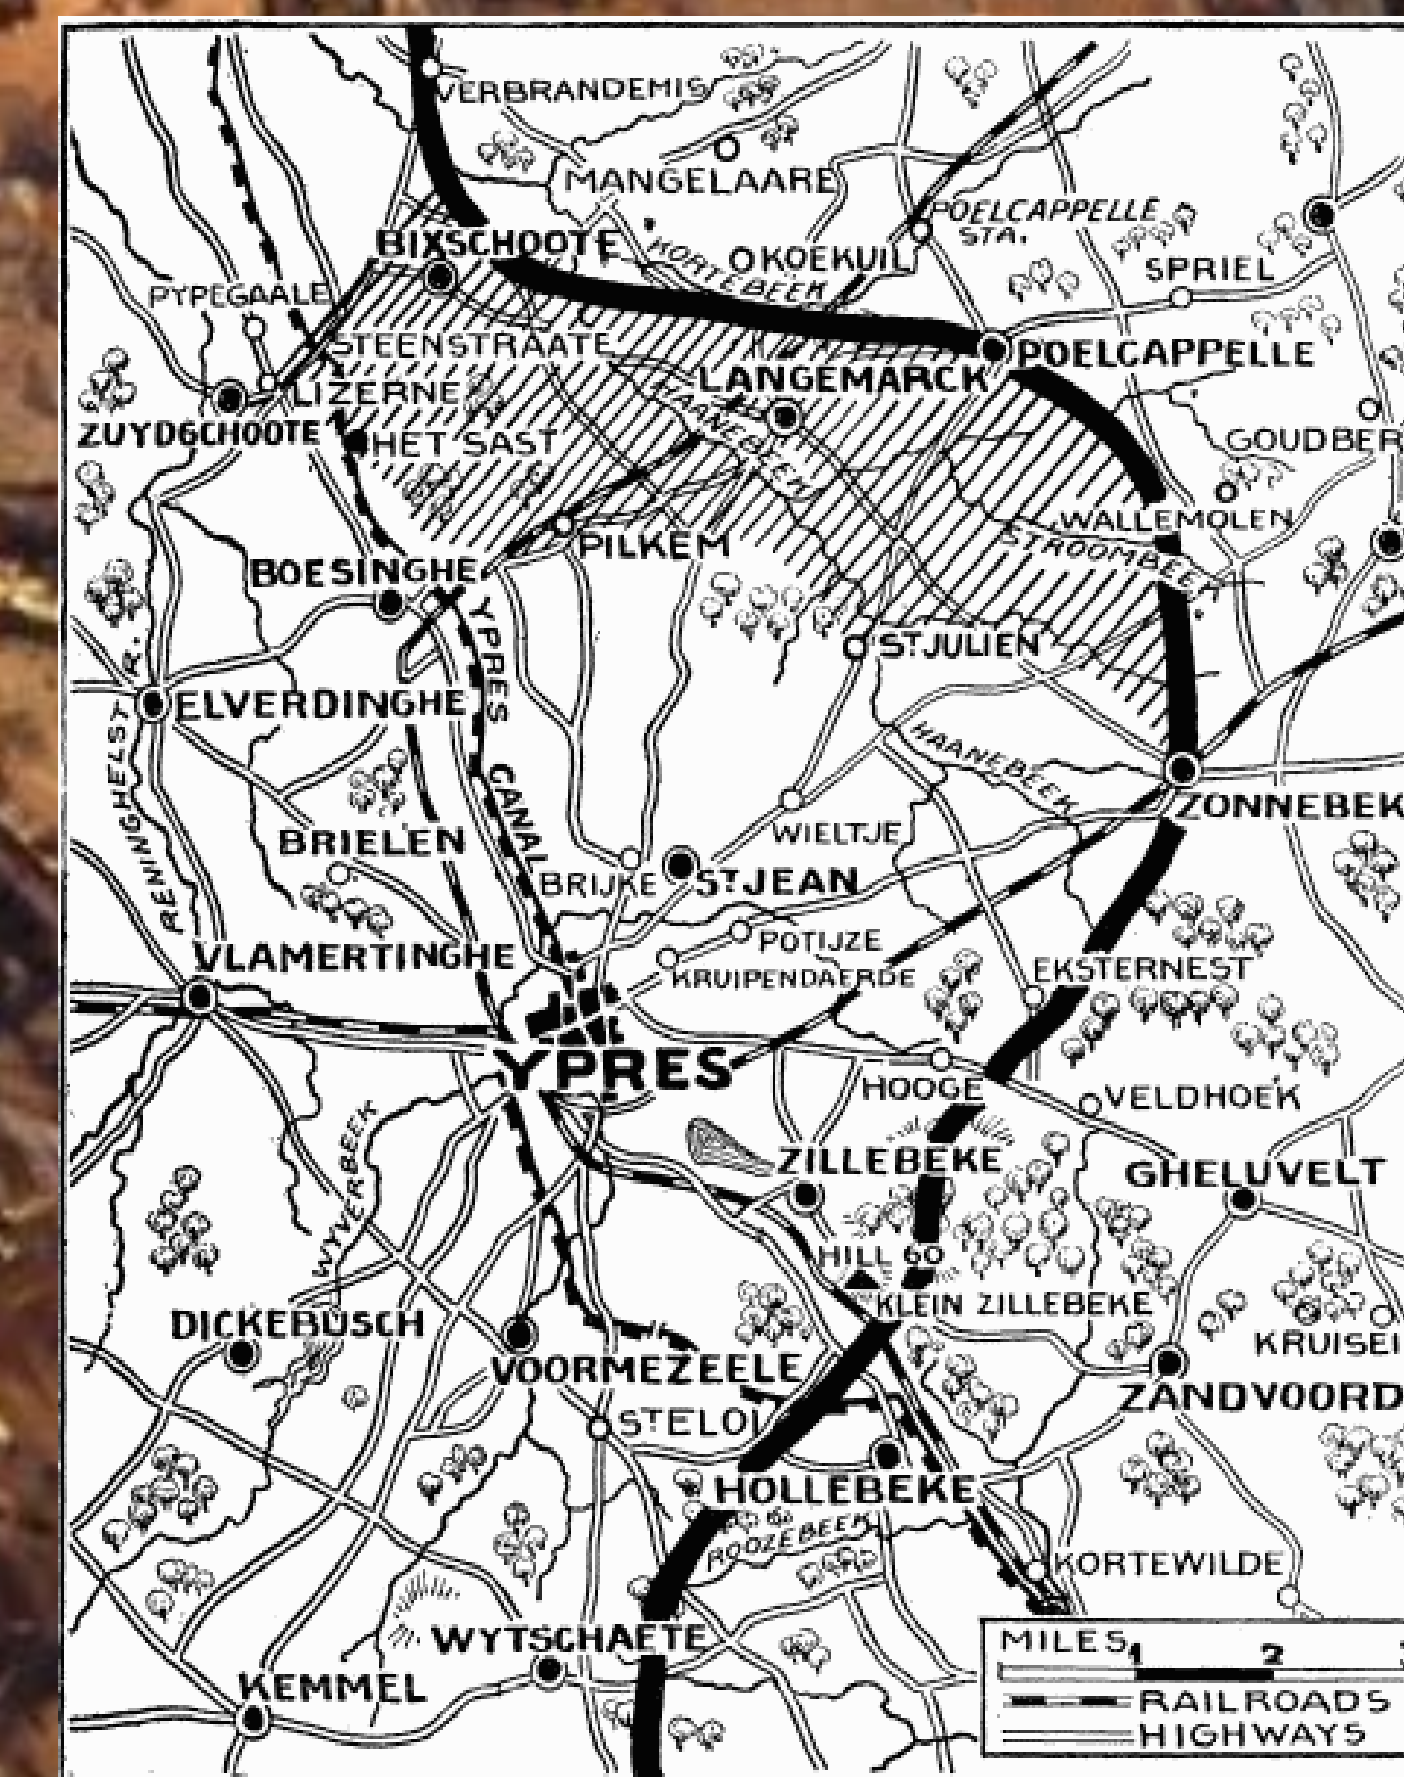 VERBRANDEMIS
MANGELAARE
POELCAPPELLE
STA.
BIXSCHOOTE
KORTEBEEK
KOEKUIL
SPRIEL
PYPEGAALE
STEENSTRAATE
POELCAPPELLE
LANGEMARCK
LIZERNE
HAANEBEEK
ZUYDSCHOOTE
HET SAST
GOUDBER
WALLEMOLEN
STROOMBEEK
PILKEM
BOESINGHE
YPRES CANAL
ST JULIEN
ELVERDINGHE
RENINGHELST R.
HAANEBEEK
ZONNEBEK
BRIELEN
WIELTJE
BRIJKE
ST JEAN
POTIJZE
VLAMERTINGHE
KRUIPENDAERDE
EKSTERNEST
YPRES
HOOGE
VELDHOEK
WYVERBEEK
ZILLEBEKE
GHELUVELT
HILL 60
KLEIN ZILLEBEKE
DICKEBUSCH
KRUISEI
VOORMEZEELE
ZANDVOORD
ST ELOI
HOLLEBEKE
ROOZEBEEK
KORTEWILDE
WYTSCHAETE
KEMMEL
MILES 1 2
RAILROADS
HIGHWAYS